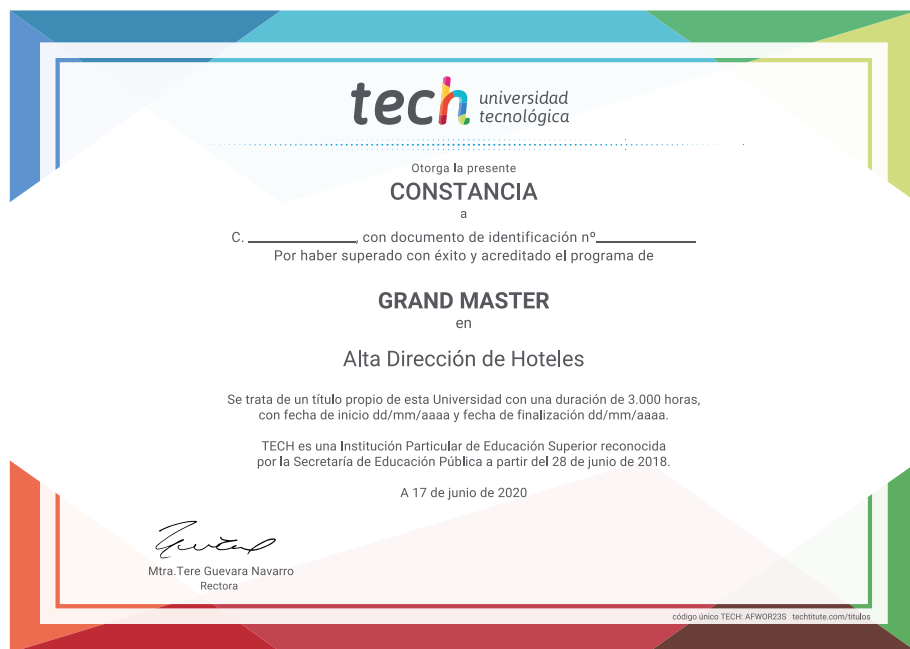 tech universidad
tecnológica
Otorga la presente
CONSTANCIA
a
C. ______________, con documento de identificación nº______________
Por haber superado con éxito y acreditado el programa de
GRAND MASTER
en
Alta Dirección de Hoteles
Se trata de un título propio de esta Universidad con una duración de 3.000 horas,
con fecha de inicio dd/mm/aaaa y fecha de finalización dd/mm/aaaa.
TECH es una Institución Particular de Educación Superior reconocida
por la Secretaría de Educación Pública a partir del 28 de junio de 2018.
A 17 de junio de 2020
Mtra.Tere Guevara Navarro
Rectora
código único TECH: AFWOR23S techtitute.com/titulos